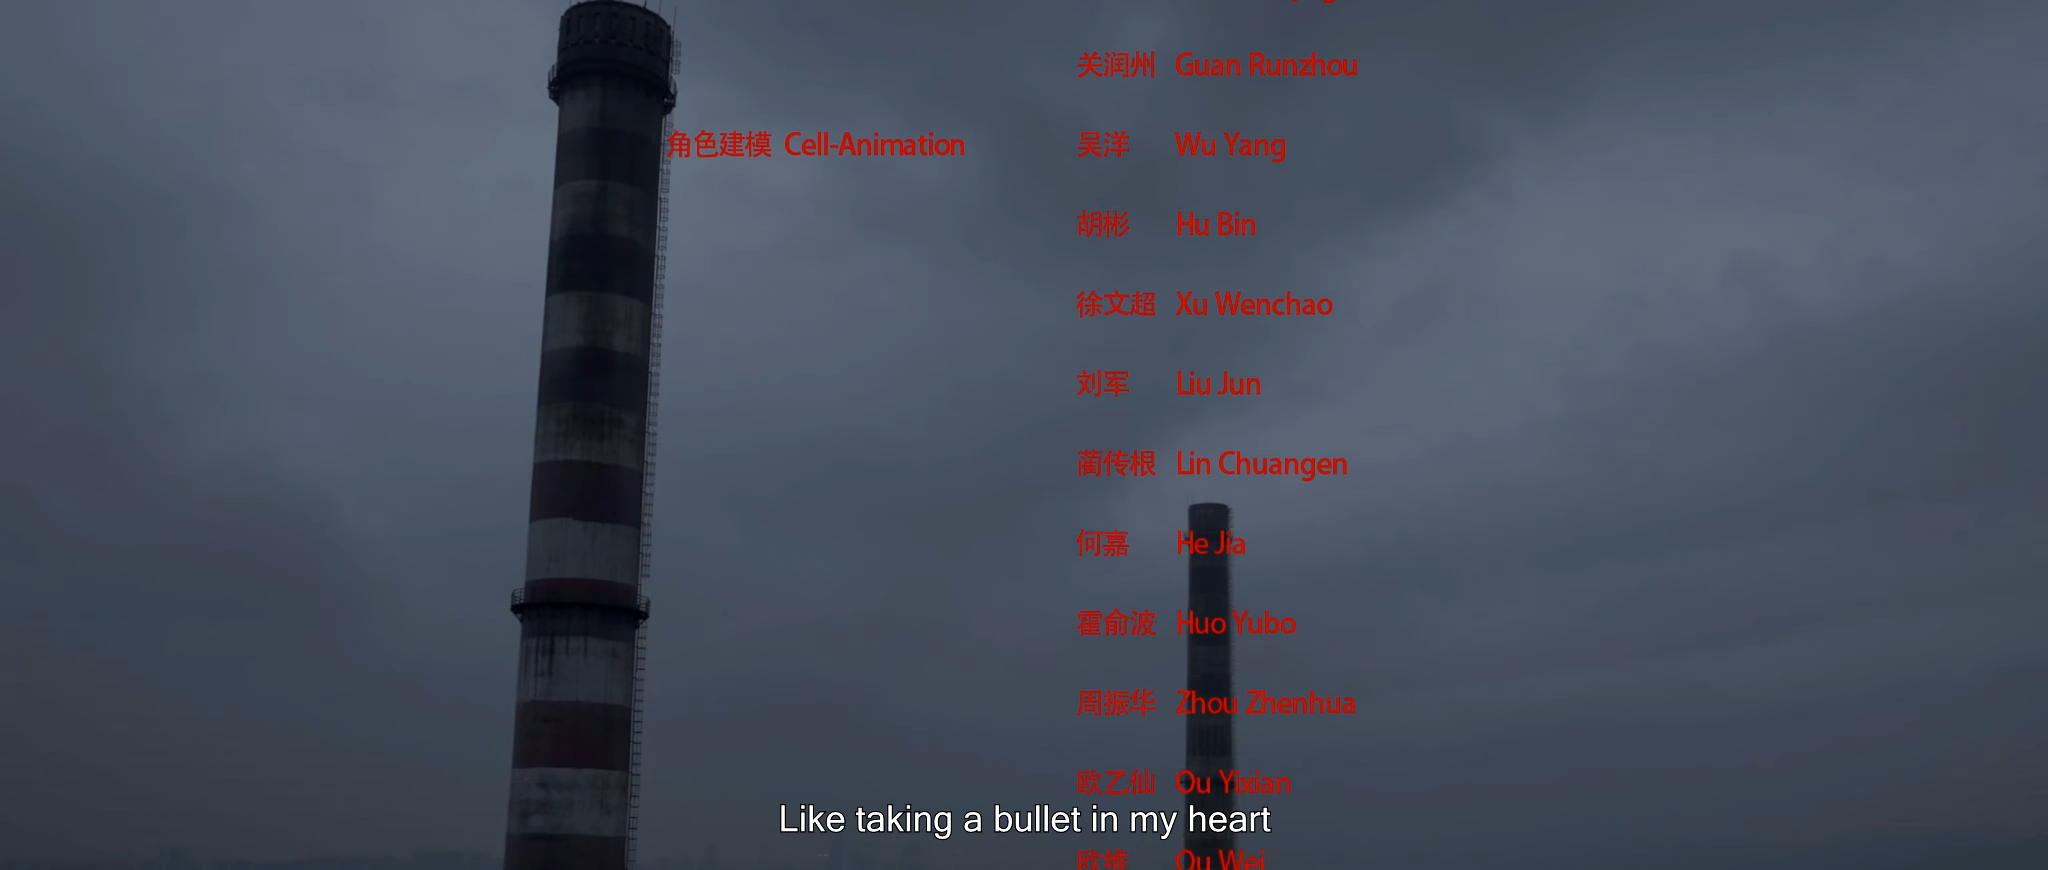 关润州 Guan Runzhou
角色建模 Cell-Animation 吴洋 Wu Yang
胡彬 Hu Bin
徐文超 Xu Wenchao
刘军 Liu Jun
蔺传根 Lin Chuangen
何嘉 He Jia
霍俞波 Huo Yubo
周振华 Zhou Zhenhua
欧乙仙 Ou Yixian
Like taking a bullet in my heart
欧维 Ou Wei